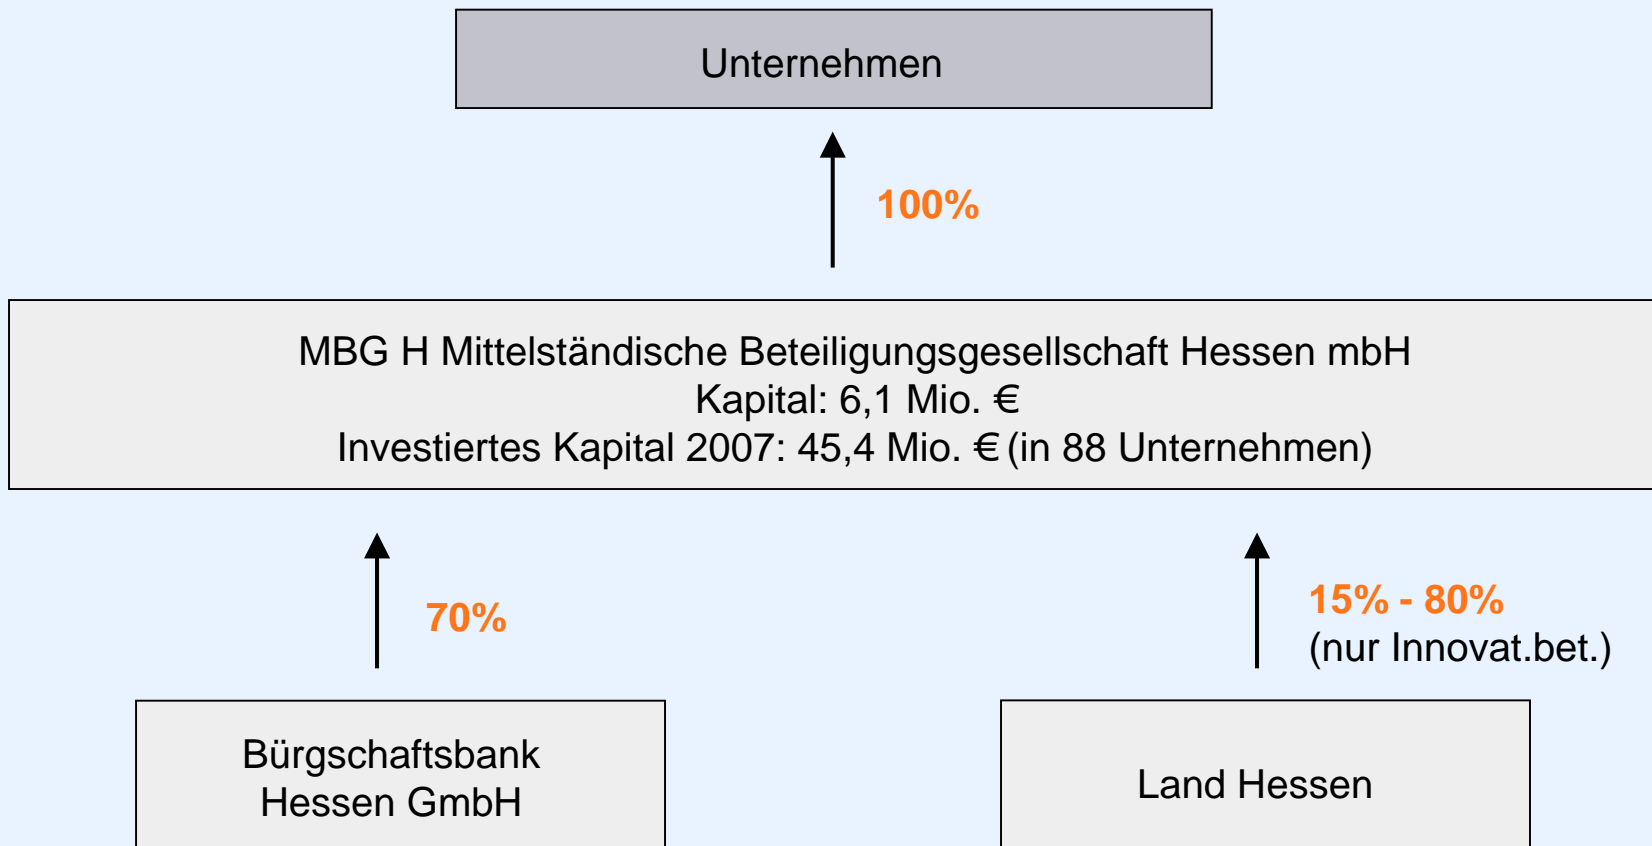 Unternehmen
100%
MBG H Mittelständische Beteiligungsgesellschaft Hessen mbH
Kapital: 6,1 Mio. €
Investiertes Kapital 2007: 45,4 Mio. € (in 88 Unternehmen)
70%
15% - 80%
(nur Innovat.bet.)
Bürgschaftsbank
Hessen GmbH
Land Hessen